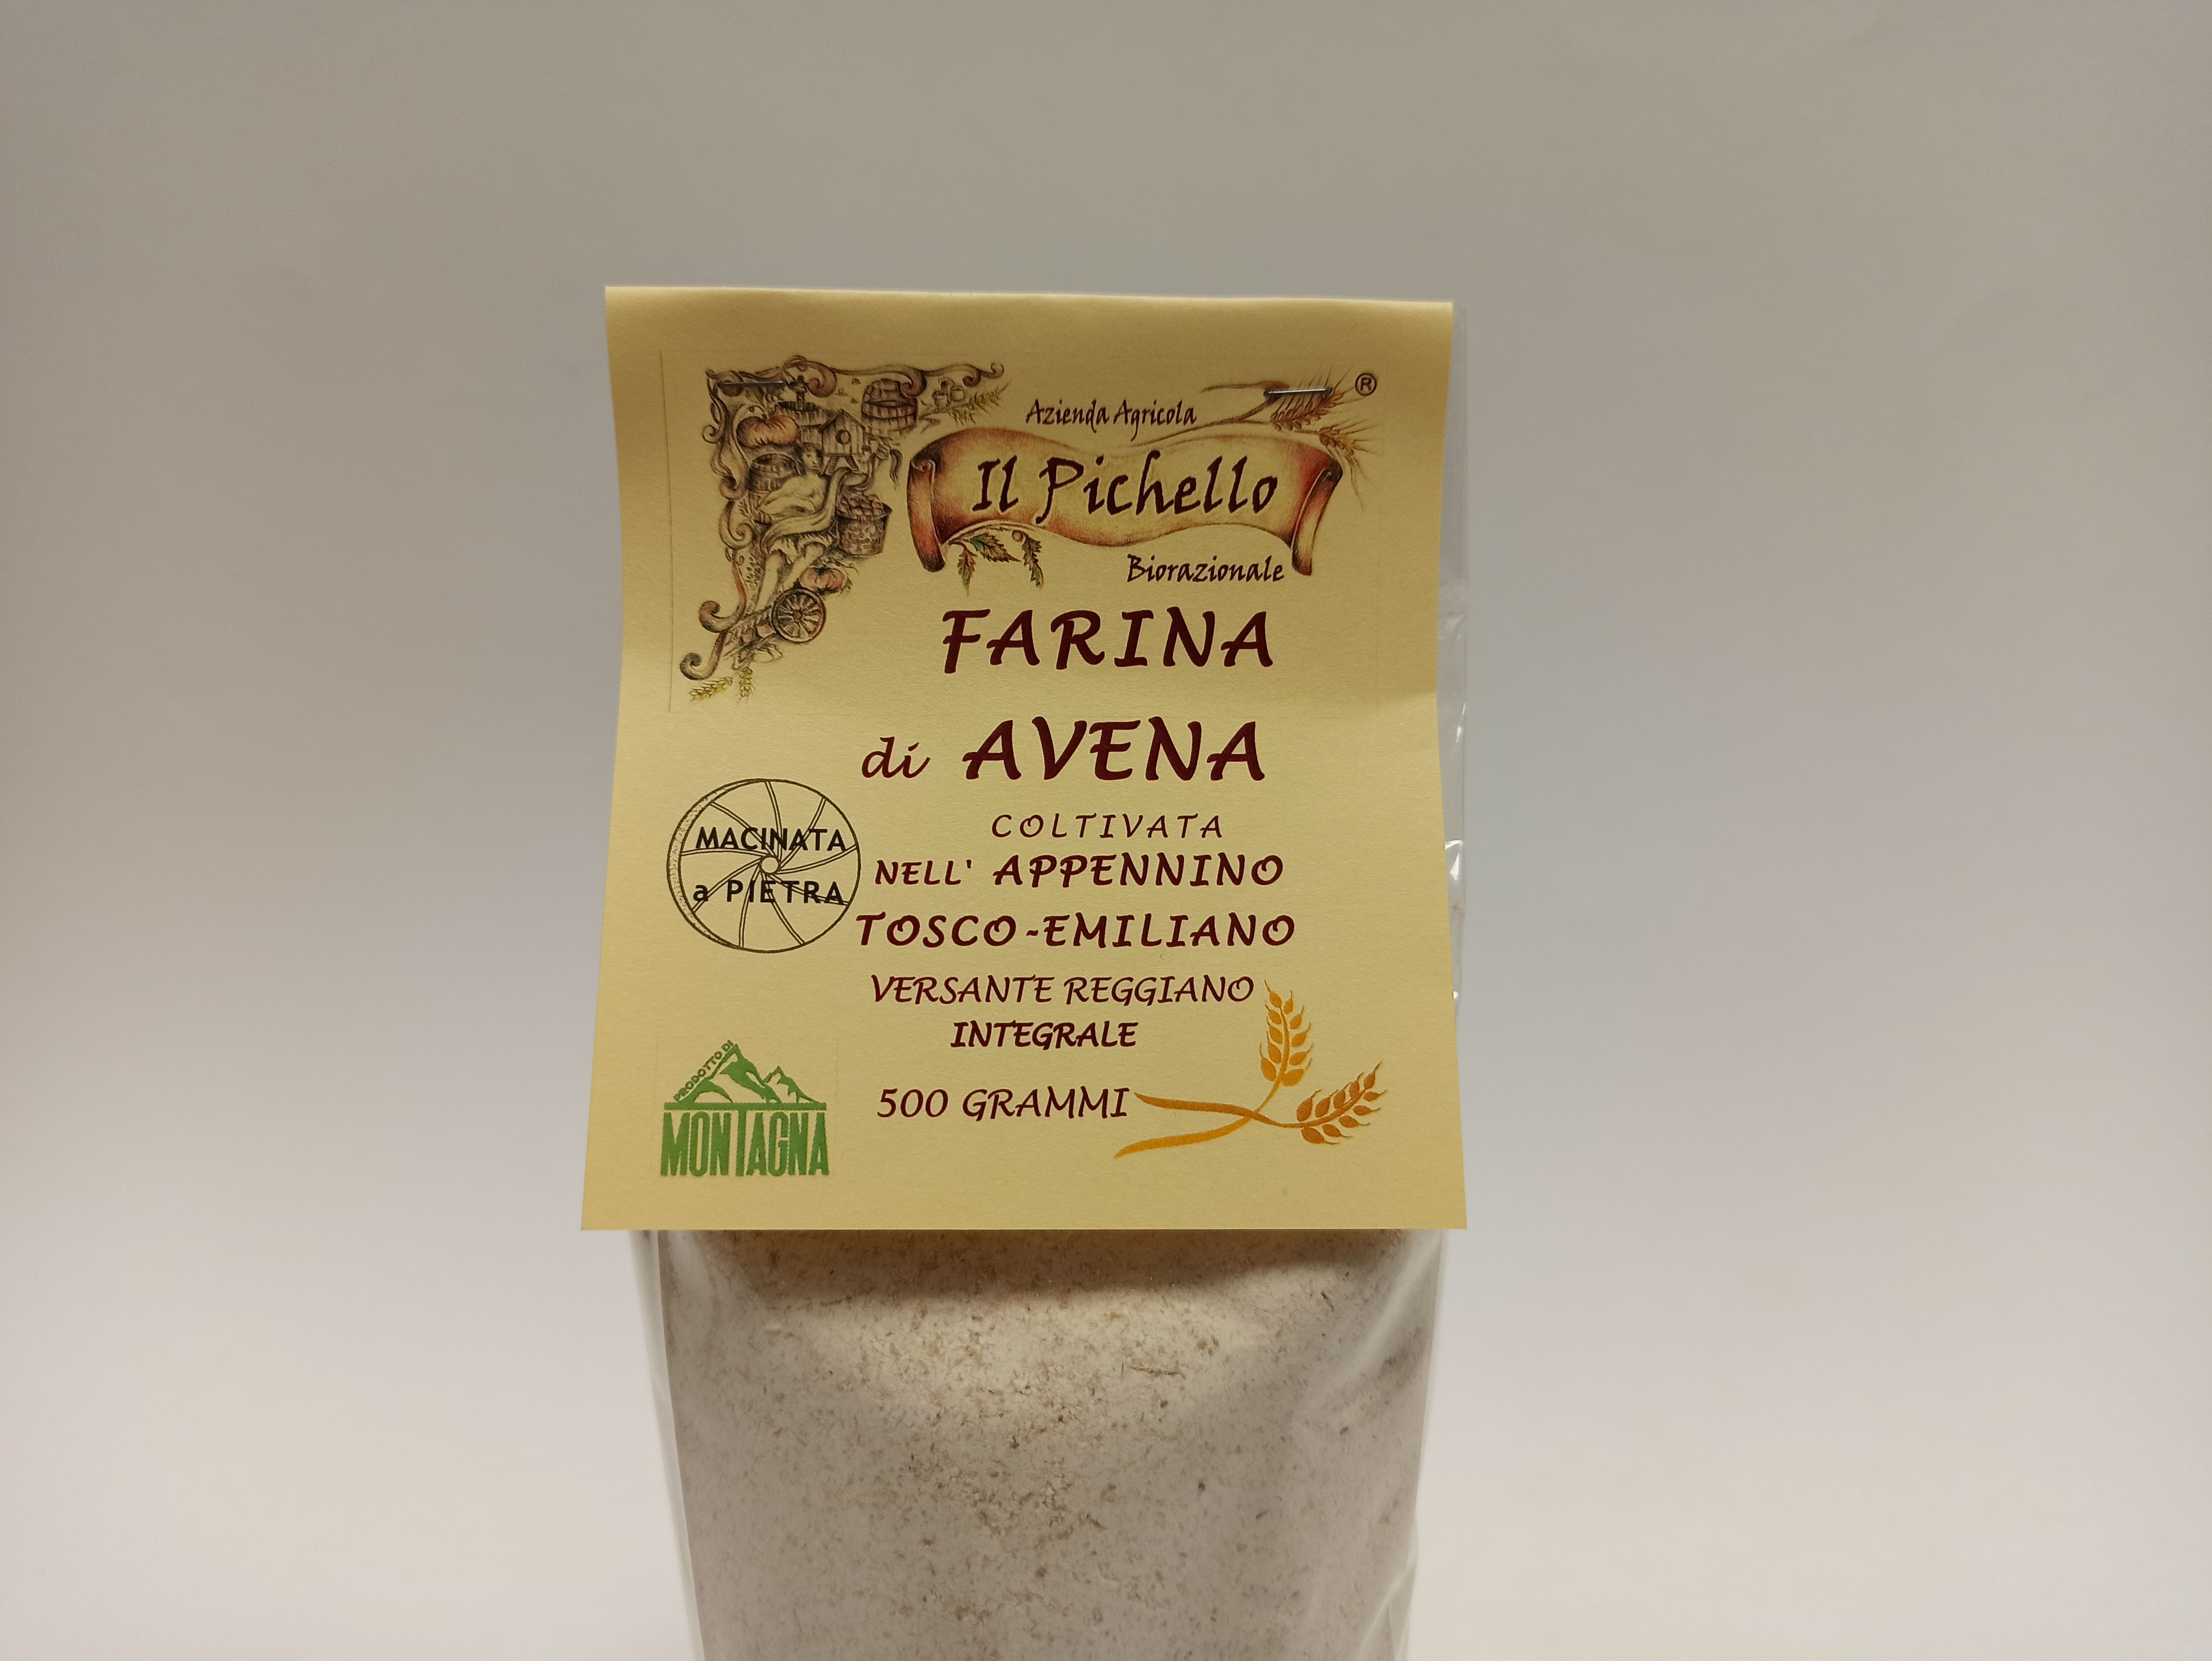 ®
Azienda Agricola
Il Pichello
Biorazionale
FARINA
di AVENA
COLTIVATA
NELL' APPENNINO
TOSCO-EMILIANO
VERSANTE REGGIANO
INTEGRALE
500 GRAMMI
MACINATA
a PIETRA
PRODOTTO DI
MONTAGNA